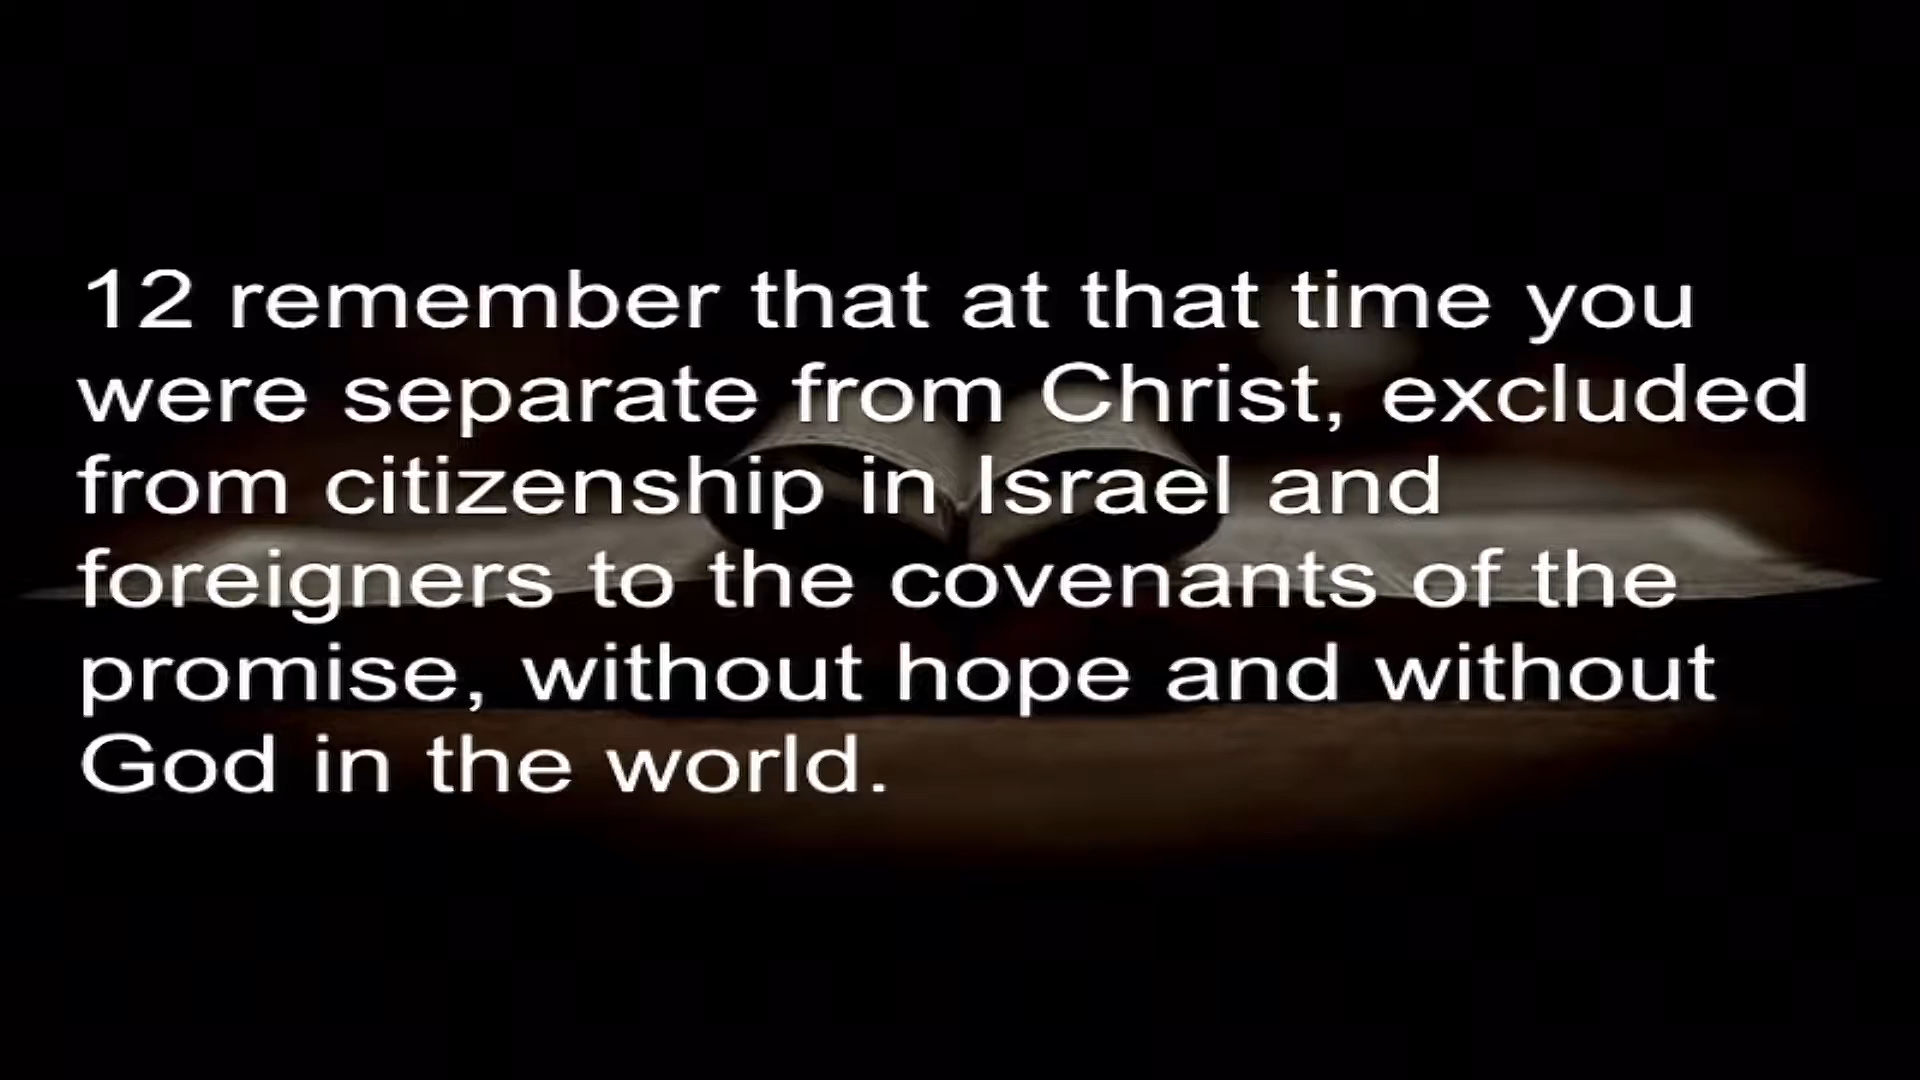 12 remember that at that time you
were separate from Christ, excluded
from citizenship in Israel and
foreigners to the covenants of the
promise, without hope and without
God in the world.